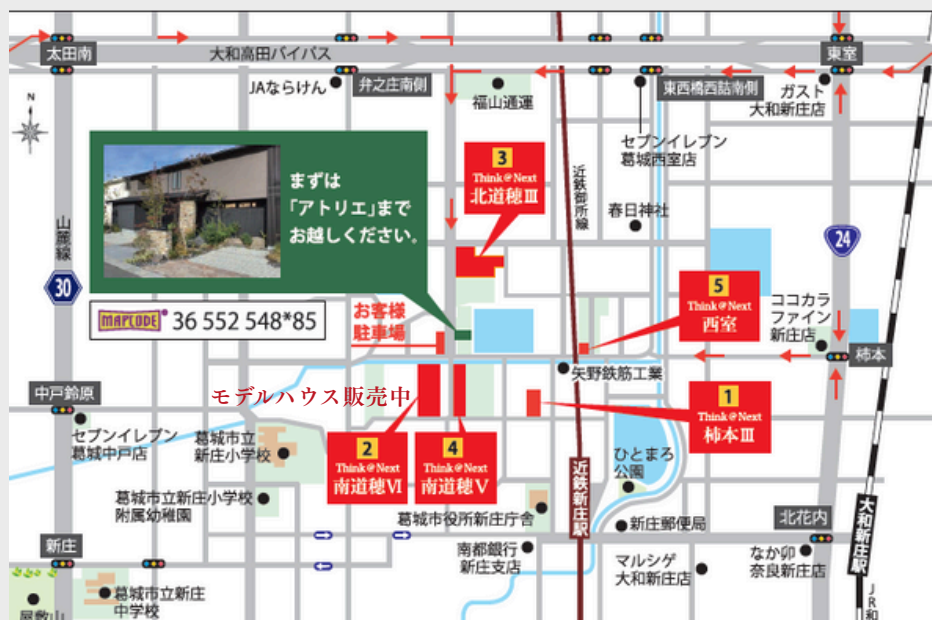 太田南
大和高田バイパス
東室
JAならけん
弁之庄南側
福山通運
東西橋西詰南側
ガスト
大和新庄店
セブンイレブン
葛城西室店
N
3
Think@Next
北道穂Ⅲ
近鉄御所線
春日神社
まずは
「アトリエ」まで
お越しください。
山麓線
30
24
MAPCODE 36 552 548*85
お客様
駐車場
5
Think@Next
西室
ココカラ
ファイン
新庄店
柿本
矢野鉄筋工業
モデルハウス販売中
中戸鈴原
セブンイレブン
葛城中戸店
葛城市立
新庄小学校
2
Think@Next
南道穂Ⅵ
4
Think@Next
南道穂Ⅴ
1
Think@Next
柿本Ⅲ
ひとまろ
公園
近鉄新庄駅
葛城市立新庄小学校
附属幼稚園
葛城市役所新庄庁舎
新庄郵便局
北花内
大和新庄駅
新庄
南都銀行
新庄支店
マルシゲ
大和新庄店
なか卯
奈良新庄店
葛城市立新庄
中学校
屋敷山
JR和